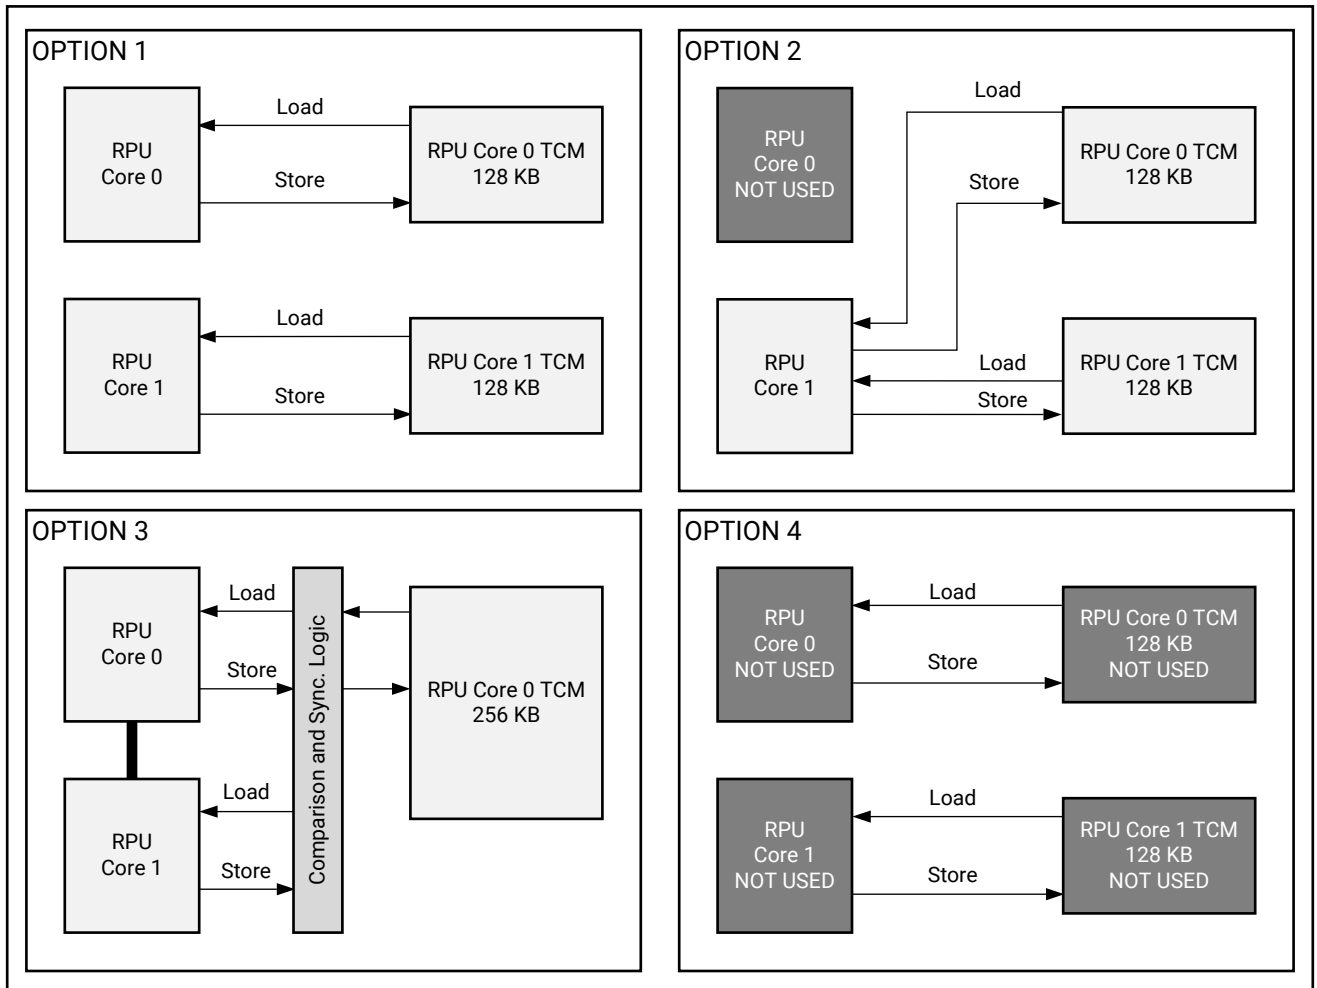 OPTION 1
RPU
Core 0
Load
Store
RPU Core 0 TCM
128 KB
RPU
Core 1
Load
Store
RPU Core 1 TCM
128 KB
OPTION 2
RPU
Core 0
NOT USED
Load
Store
RPU Core 0 TCM
128 KB
RPU
Core 1
Load
Store
RPU Core 1 TCM
128 KB
OPTION 3
RPU
Core 0
Load
Store
Comparison and Sync. Logic
RPU Core 0 TCM
256 KB
RPU
Core 1
Load
Store
OPTION 4
RPU
Core 0
NOT USED
Load
Store
RPU Core 0 TCM
128 KB
NOT USED
RPU
Core 1
NOT USED
Load
Store
RPU Core 1 TCM
128 KB
NOT USED